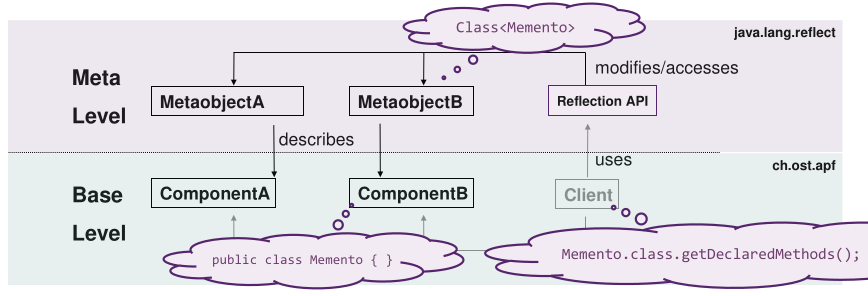 Class<Memento>
java.lang.reflect
Meta
Level
modifies/accesses
MetaobjectA
MetaobjectB
Reflection API
describes
uses
ch.ost.apf
Base
Level
ComponentA
ComponentB
Client
public class Memento { }
Memento.class.getDeclaredMethods();